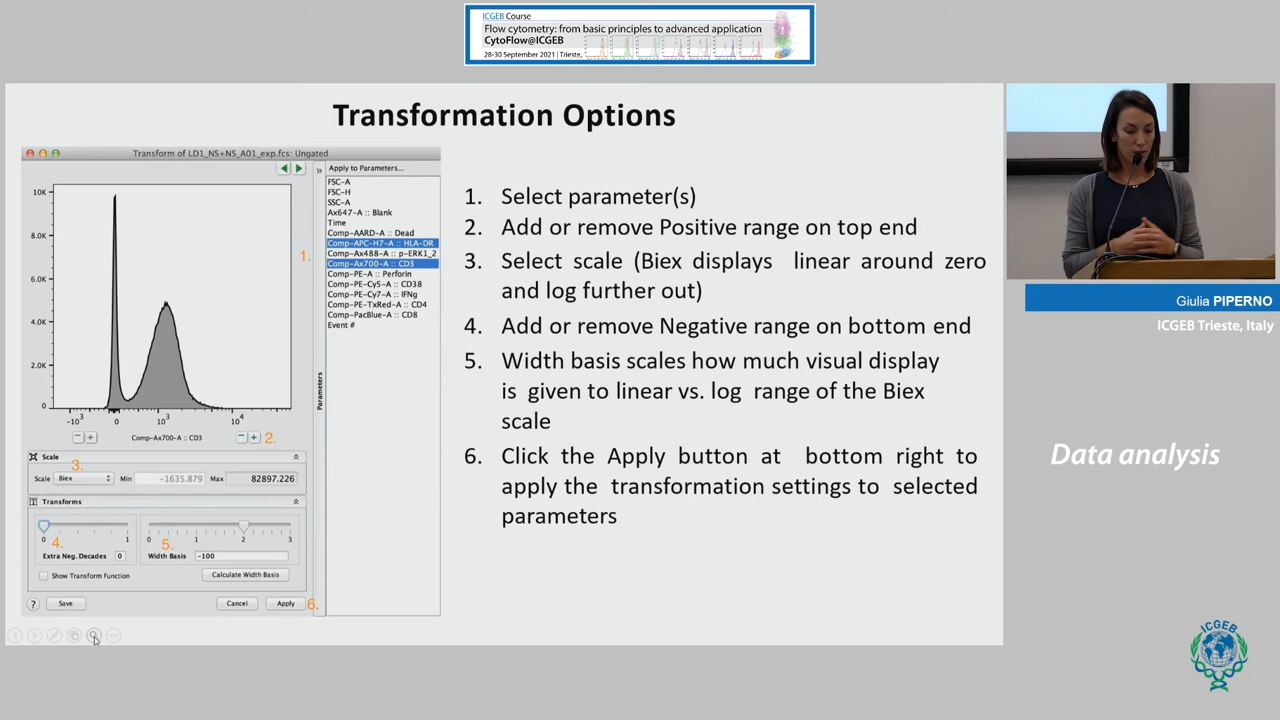 ICGEB Course
Flow cytometry: from basic principles to advanced application
CytoFlow@ICGEB
28-30 September 2021 | Trieste,
Transformation Options
Transform of LD1_NS+NS_A01_exp.fcs: Ungated
10K
8.0K
6.0K
4.0K
2.0K
0
-10^3 0 10^3 10^4
Comp-Ax700-A :: CD3
2.
Scale
3.
Scale Biex Min -1635.879 Max 82897.226
Transforms
0 1
0 1 2 3
4.
5.
Extra Neg. Decades 0 Width Basis -100
Show Transform Function Calculate Width Basis
? Save Cancel Apply
6.
Parameters
»
Apply to Parameters...
FSC-A
FSC-H
SSC-A
Ax647-A :: Blank
Time
Comp-AARD-A :: Dead
Comp-APC-H7-A :: HLA-DR
1.
Comp-Ax488-A :: p-ERK1_2
Comp-Ax700-A :: CD3
Comp-PE-A :: Perforin
Comp-PE-Cy5-A :: CD38
Comp-PE-Cy7-A :: IFNg
Comp-PE-TxRed-A :: CD4
Comp-PacBlue-A :: CD8
Event #
1. Select parameter(s)
2. Add or remove Positive range on top end
3. Select scale (Biex displays linear around zero
and log further out)
4. Add or remove Negative range on bottom end
5. Width basis scales how much visual display
is given to linear vs. log range of the Biex
scale
6. Click the Apply button at bottom right to
apply the transformation settings to selected
parameters
Giulia PIPERNO
ICGEB Trieste, Italy
Data analysis
ICGEB